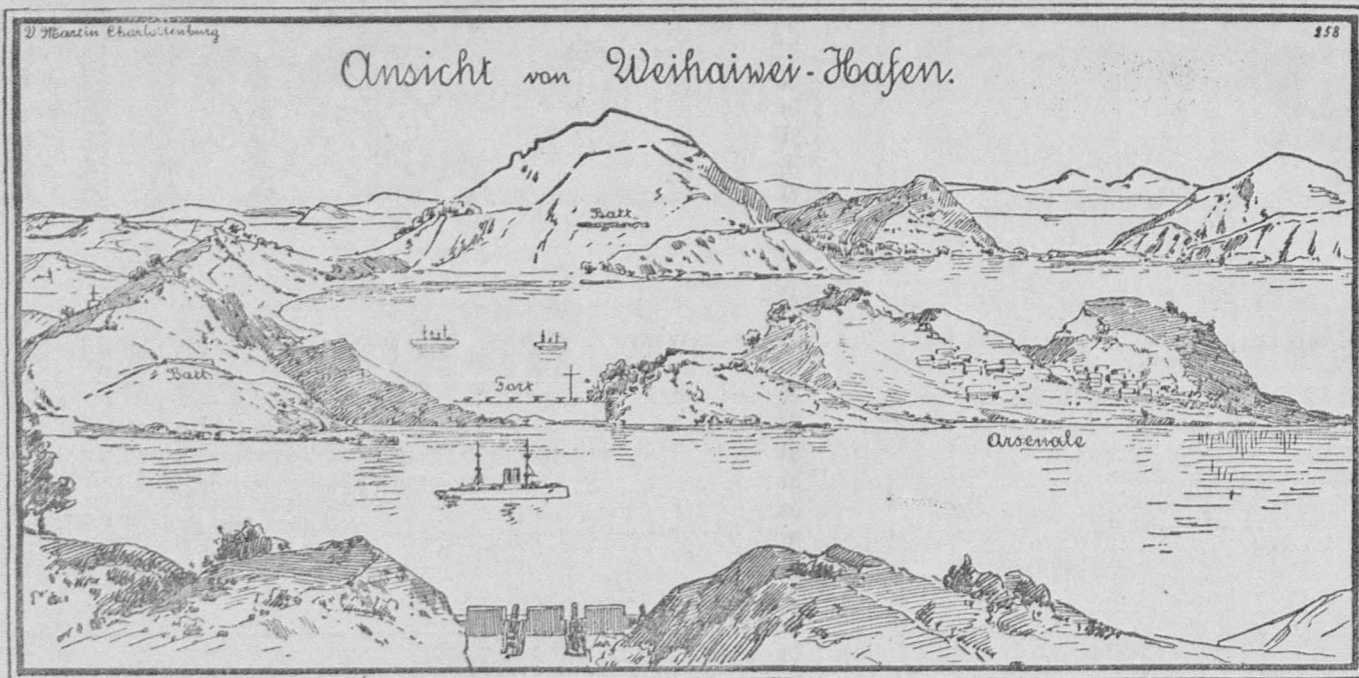 V Martin Charlottenburg
258
Ansicht von Weihaiwei-Hafen.
Batt.
Batt.
Fort
Arsenale